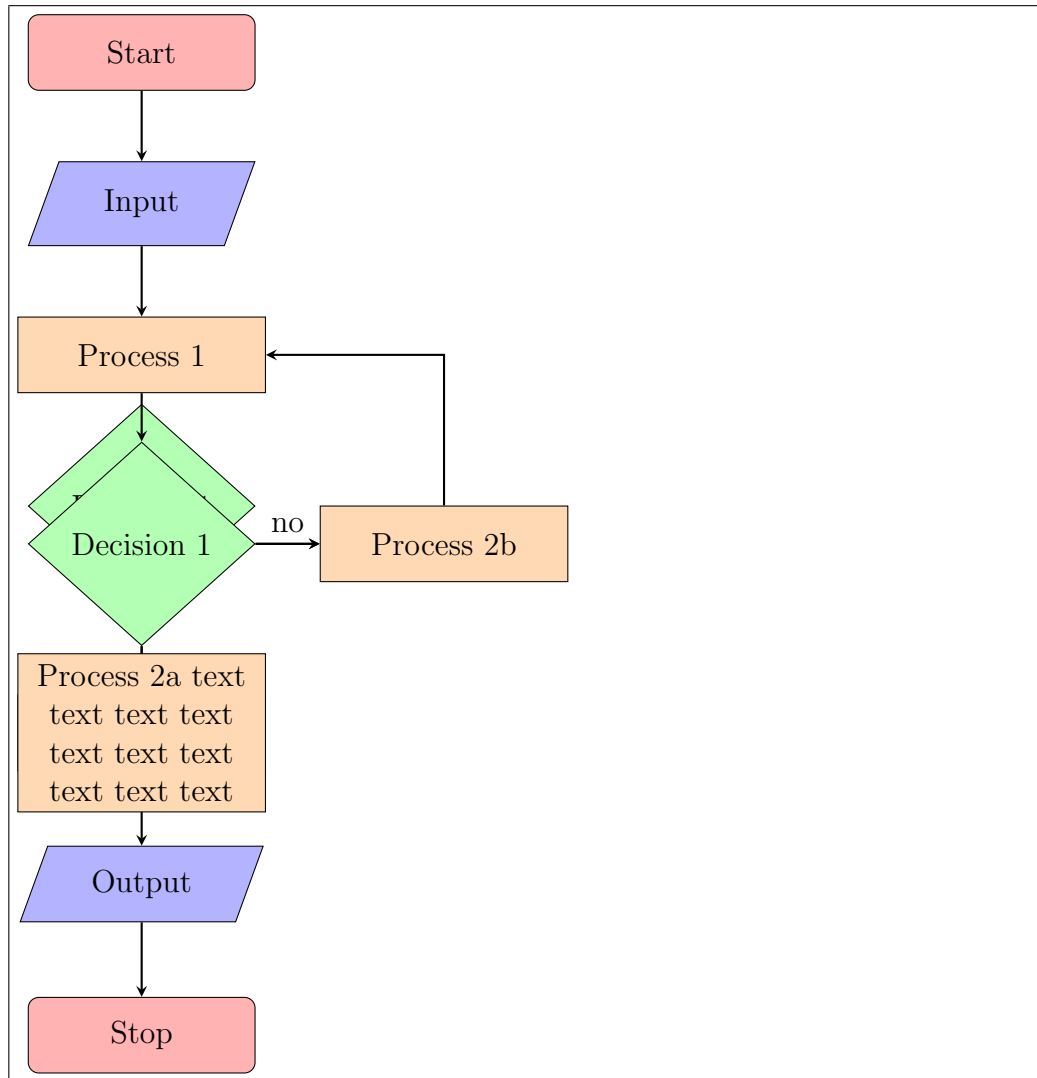 Start
Input
Process 1
Decision 1
no
Process 2b
Process 2a text
text text text
text text text
text text text
Output
Stop